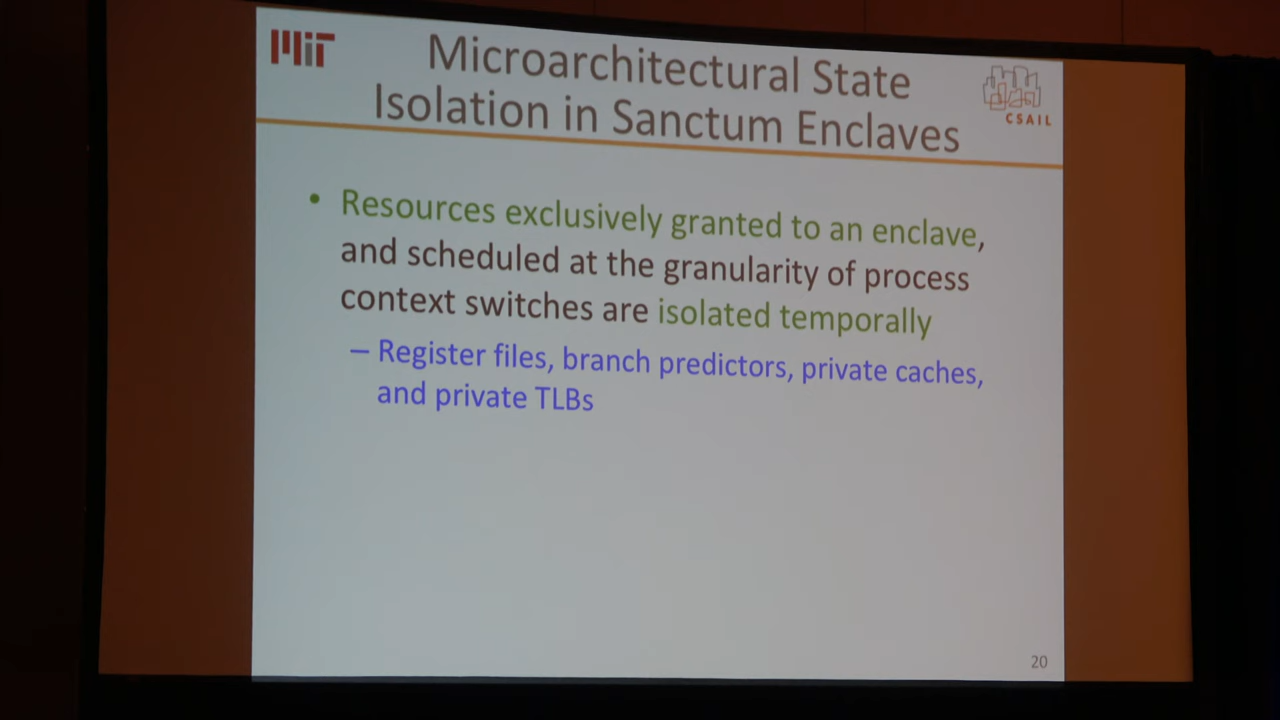 MIT
Microarchitectural State
Isolation in Sanctum Enclaves
CSAIL
• Resources exclusively granted to an enclave,
and scheduled at the granularity of process
context switches are isolated temporally
– Register files, branch predictors, private caches,
and private TLBs
20